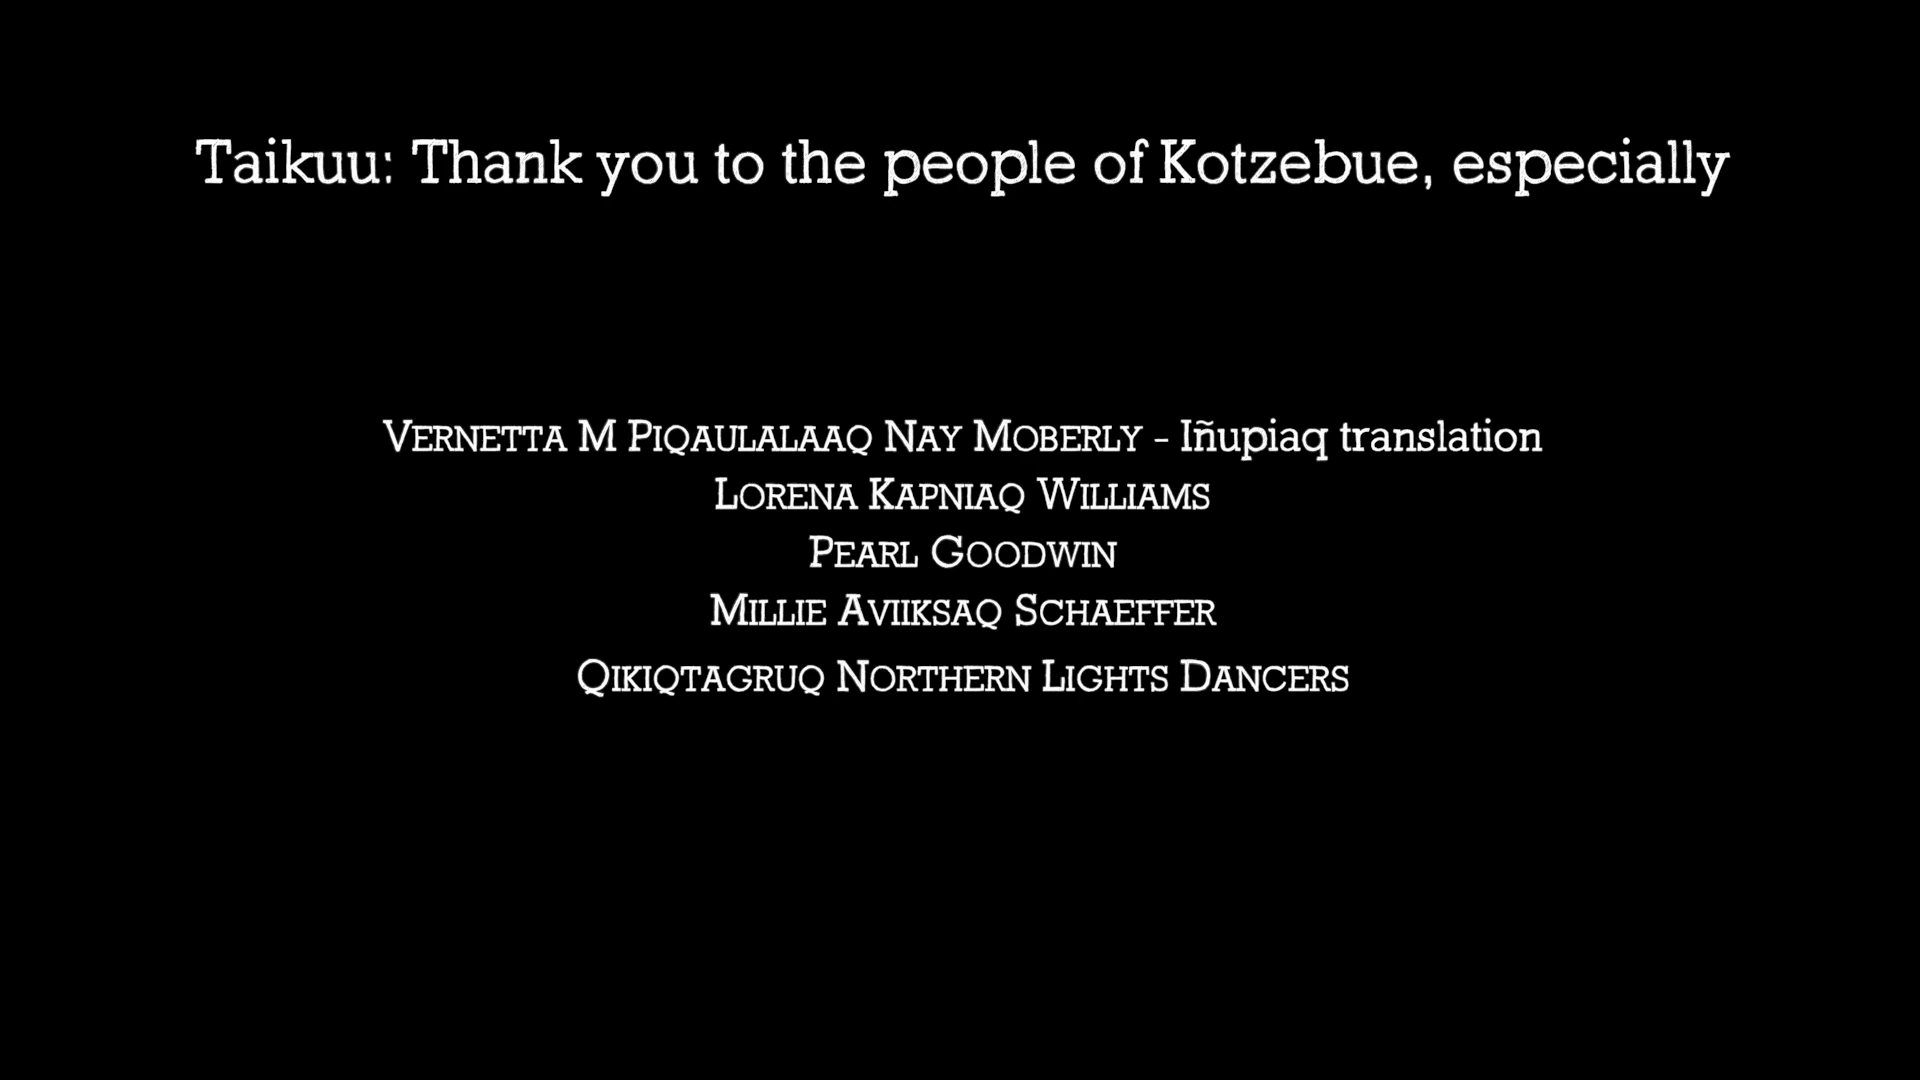 Taikuu: Thank you to the people of Kotzebue, especially
VERNETTA M PIQAULALAAQ NAY MOBERLY - Iñupiaq translation
LORENA KAPNIAQ WILLIAMS
PEARL GOODWIN
MILLIE AVIIKSAQ SCHAEFFER
QIKIQTAGRUQ NORTHERN LIGHTS DANCERS